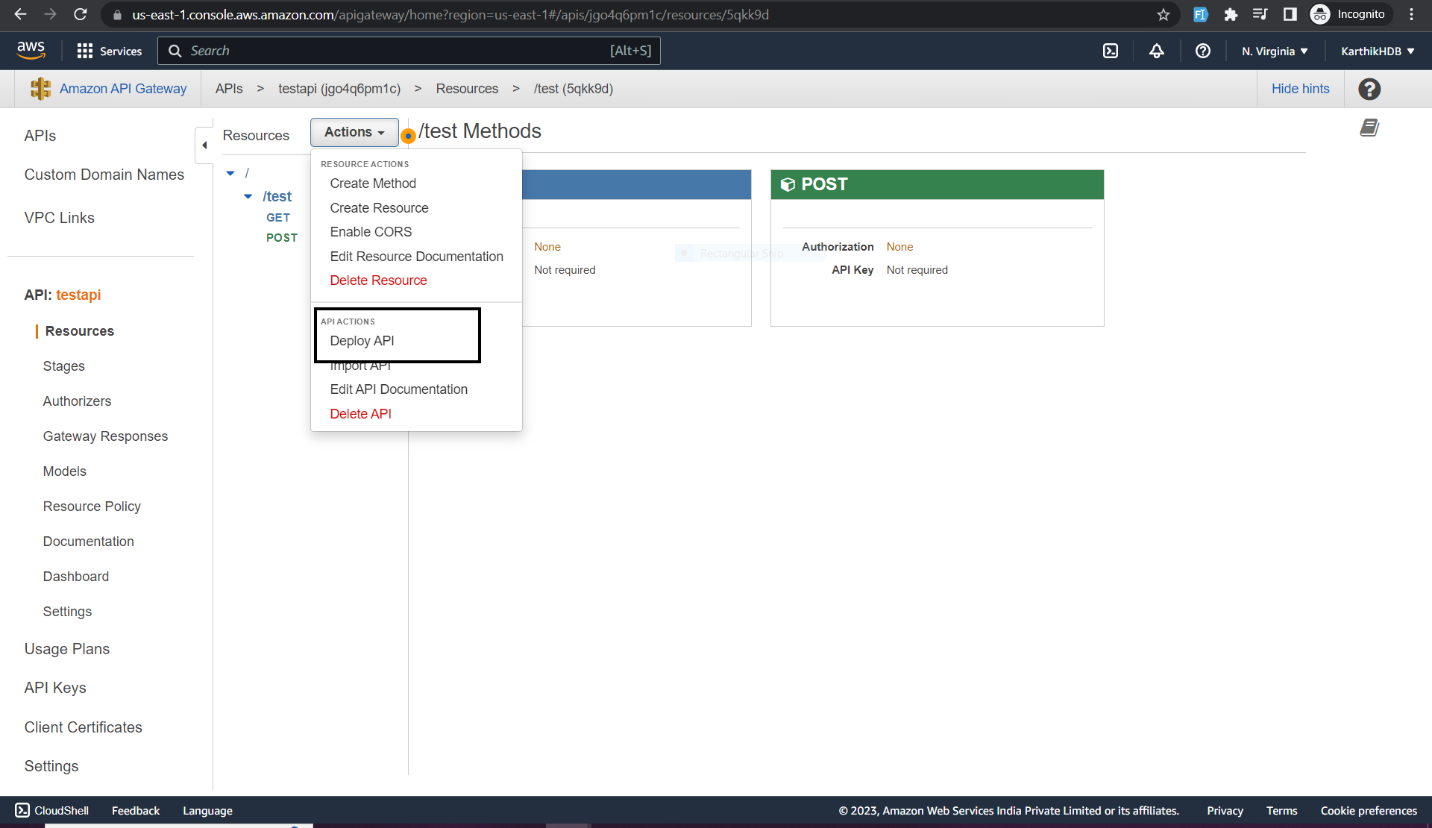 us-east-1.console.aws.amazon.com/apigateway/home?region=us-east-1#/apis/jgo4q6pm1c/resources/5qkk9d
Incognito
aws
Services
Search
[Alt+S]
N. Virginia
KarthikHDB
Amazon API Gateway
APIs > testapi (jgo4q6pm1c) > Resources > /test (5qkk9d)
Hide hints
APIs
Custom Domain Names
VPC Links
API: testapi
Resources
Stages
Authorizers
Gateway Responses
Models
Resource Policy
Documentation
Dashboard
Settings
Usage Plans
API Keys
Client Certificates
Settings
Resources
Actions
/
/test
GET
POST
RESOURCE ACTIONS
Create Method
Create Resource
Enable CORS
Edit Resource Documentation
Delete Resource
API ACTIONS
Deploy API
Import API
Edit API Documentation
Delete API
/test Methods
None
Not required
Rectangular Snip
POST
Authorization None
API Key Not required
CloudShell
Feedback
Language
© 2023, Amazon Web Services India Private Limited or its affiliates.
Privacy
Terms
Cookie preferences